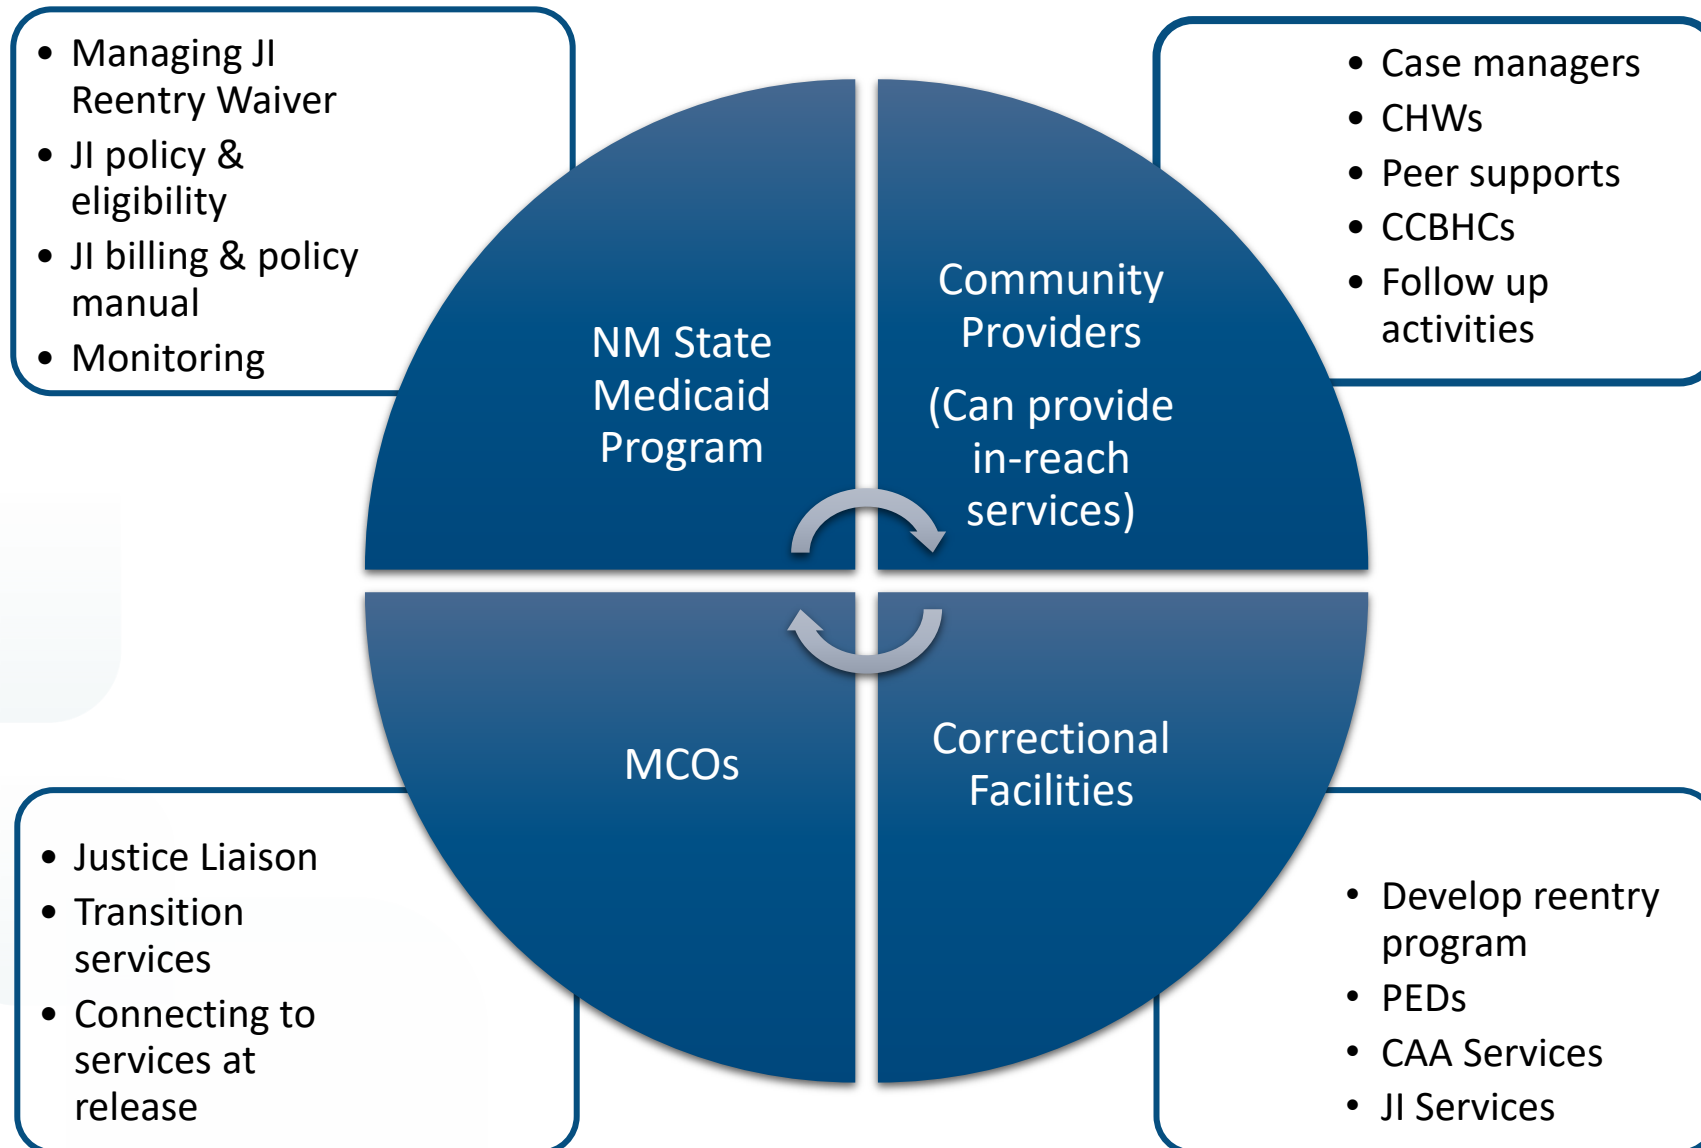 • Managing JI
Reentry Waiver
• JI policy &
eligibility
• JI billing & policy
manual
• Monitoring
• Case managers
• CHWs
• Peer supports
• CCBHCs
• Follow up
activities
NM State
Medicaid
Program
Community
Providers
(Can provide
in-reach
services)
MCOs
Correctional
Facilities
• Justice Liaison
• Transition
services
• Connecting to
services at
release
• Develop reentry
program
• PEDs
• CAA Services
• JI Services